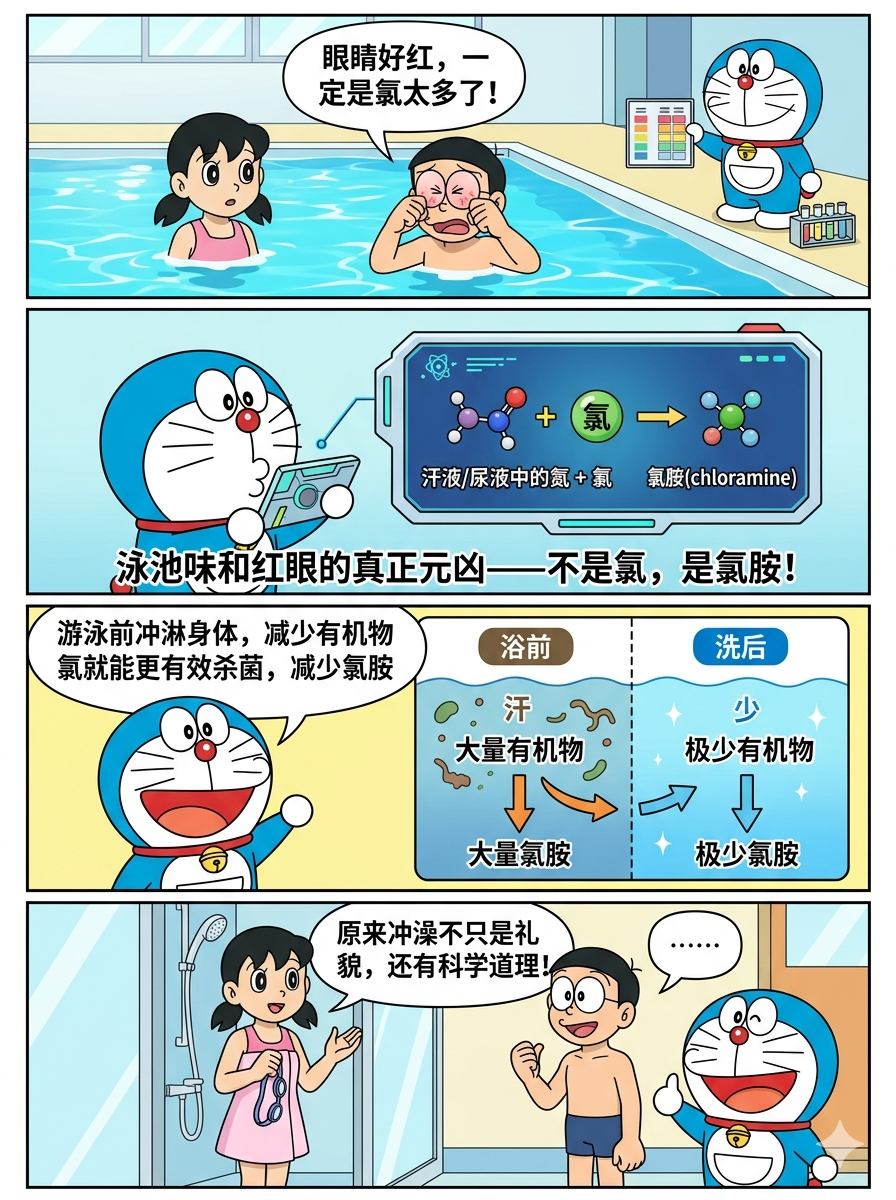 眼睛好红，一
定是氯太多了！
氯
汗液/尿液中的氮 + 氯
氯胺(chloramine)
泳池味和红眼的真正元凶——不是氯，是氯胺！
游泳前冲淋身体，减少有机物
氯就能更有效杀菌，减少氯胺
浴前
洗后
汗
少
大量有机物
极少有机物
大量氯胺
极少氯胺
原来冲澡不只是礼
貌，还有科学道理！
……